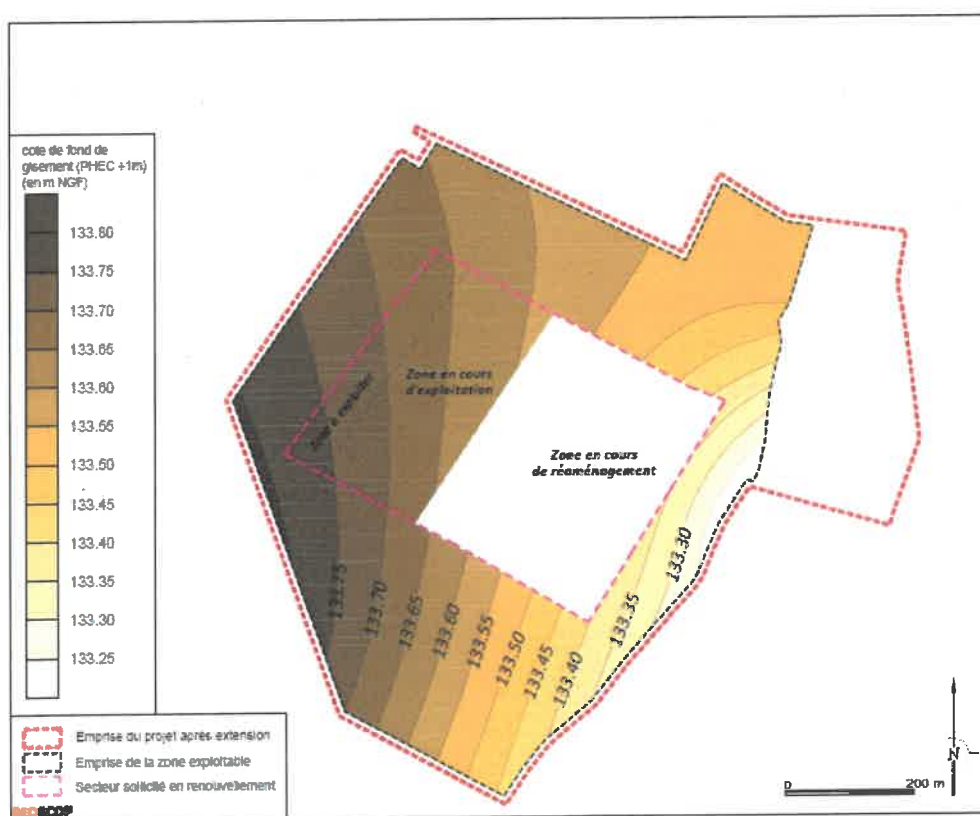 cote de fond de
gisement (PHEC +1m)
(en m NGF)
133.80
133.75
133.70
133.65
133.60
133.55
133.50
133.45
133.40
133.35
133.30
133.25
Zone à exploiter
Zone en cours
d'exploitation
Zone en cours
de réaménagement
133.75
133.70
133.65
133.60
133.55
133.50
133.45
133.40
133.35
133.30
Emprise du projet après extension
Emprise de la zone exploitable
Secteur sollicité en renouvellement
N
0
200 m